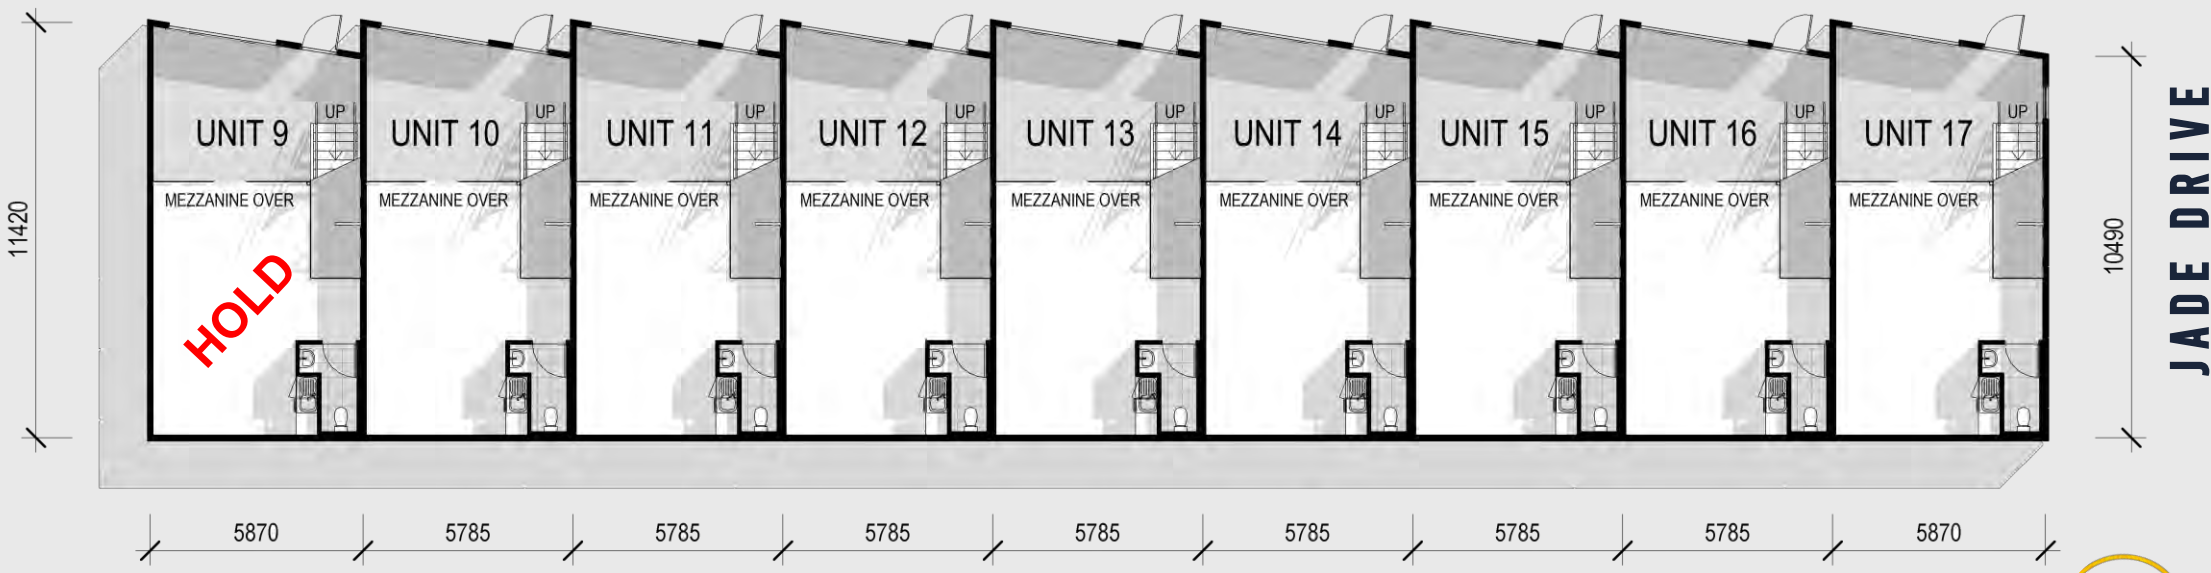 UP UP UP UP UP UP UP UP UP
UNIT 9 UNIT 10 UNIT 11 UNIT 12 UNIT 13 UNIT 14 UNIT 15 UNIT 16 UNIT 17
MEZZANINE OVER MEZZANINE OVER MEZZANINE OVER MEZZANINE OVER MEZZANINE OVER MEZZANINE OVER MEZZANINE OVER MEZZANINE OVER MEZZANINE OVER
11420
HOLD
10490
JADE DRIVE
5870 5785 5785 5785 5785 5785 5785 5785 5870